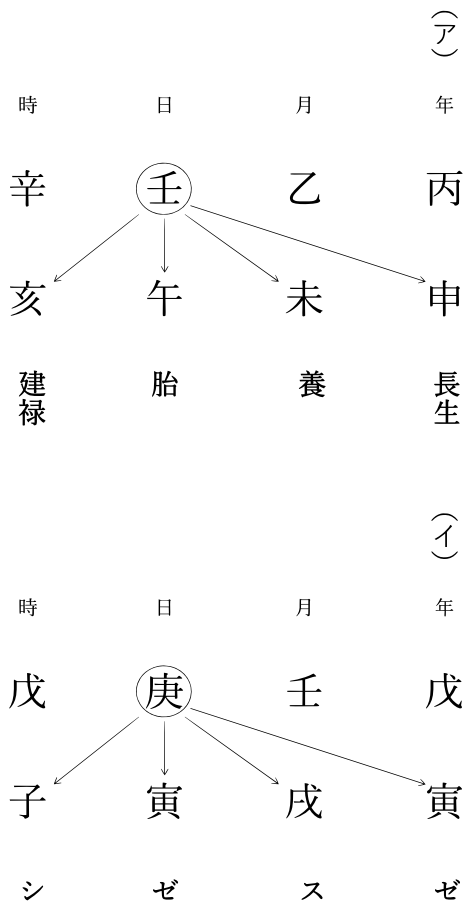 (ア)
年 月 日 時
丙 乙 壬 辛
申 未 午 亥
長生 養 胎 建禄
(イ)
年 月 日 時
戊 壬 庚 戊
寅 戌 寅 子
ゼ ス ゼ シ